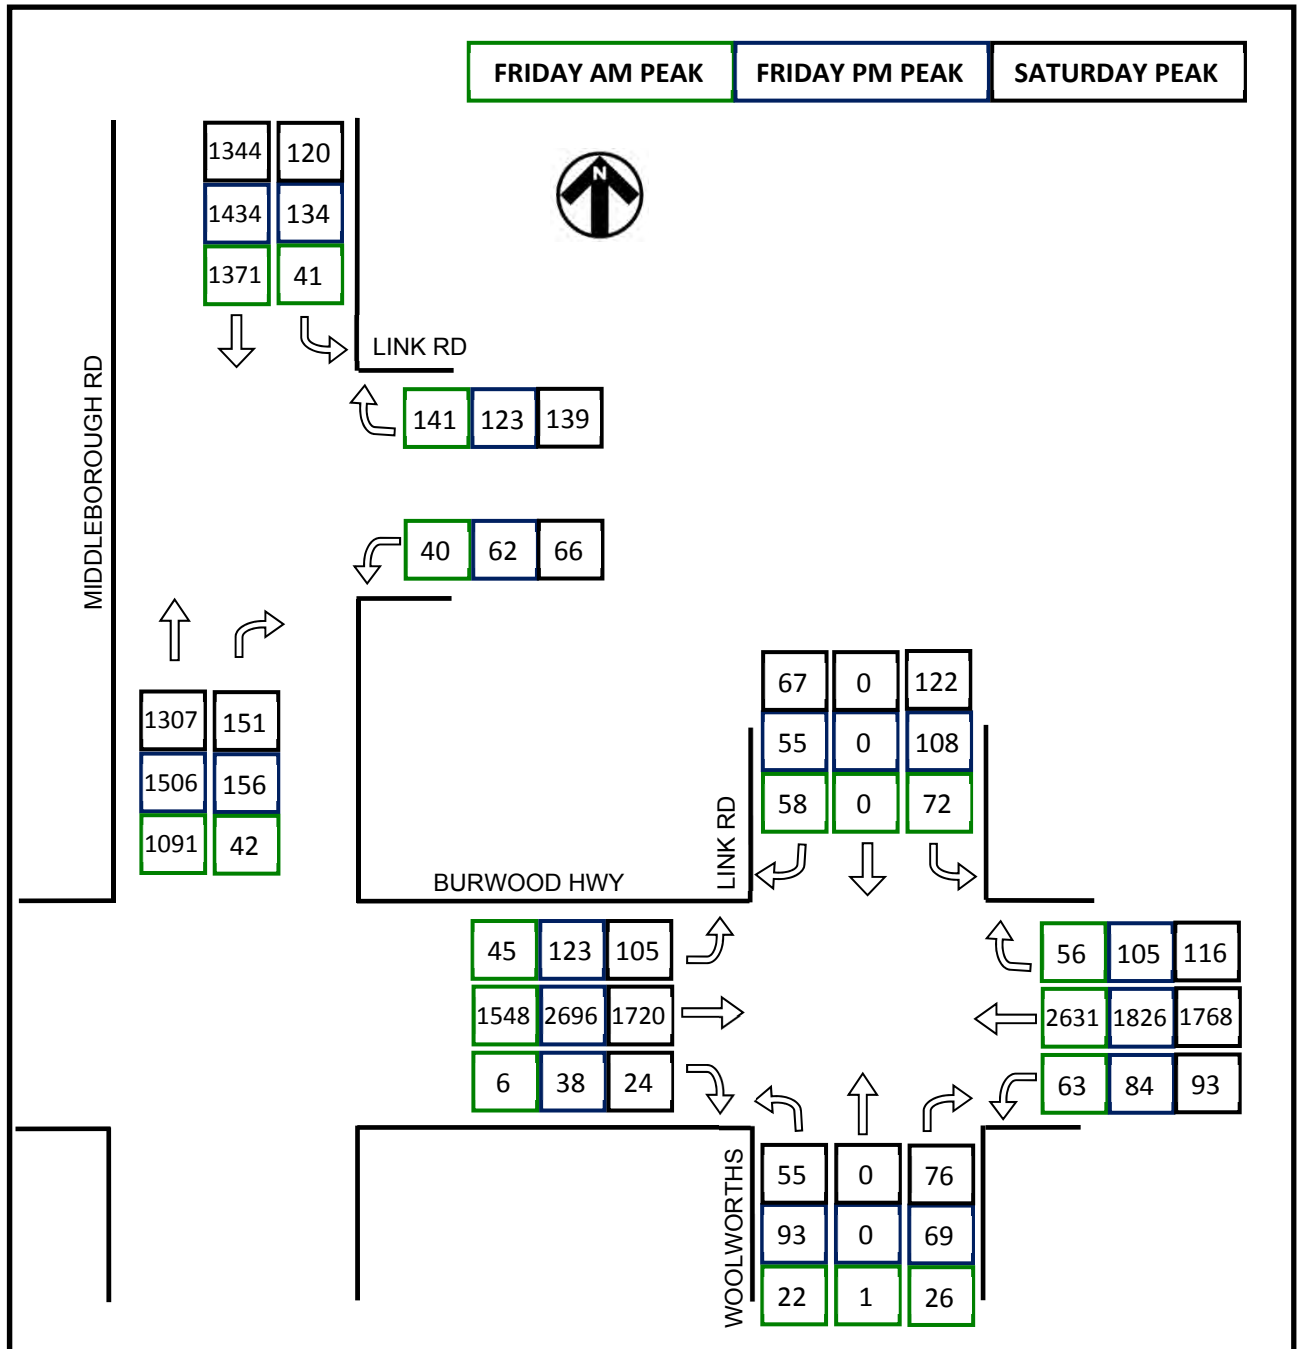 FRIDAY AM PEAK FRIDAY PM PEAK SATURDAY PEAK
1344 120
1434 134
1371 41
N
LINK RD
141 123 139
MIDDLEBOROUGH RD
40 62 66
1307 151
1506 156
1091 42
67 0 122
55 0 108
58 0 72
LINK RD
BURWOOD HWY
45 123 105
1548 2696 1720
6 38 24
56 105 116
2631 1826 1768
63 84 93
WOOLWORTHS
55 0 76
93 0 69
22 1 26